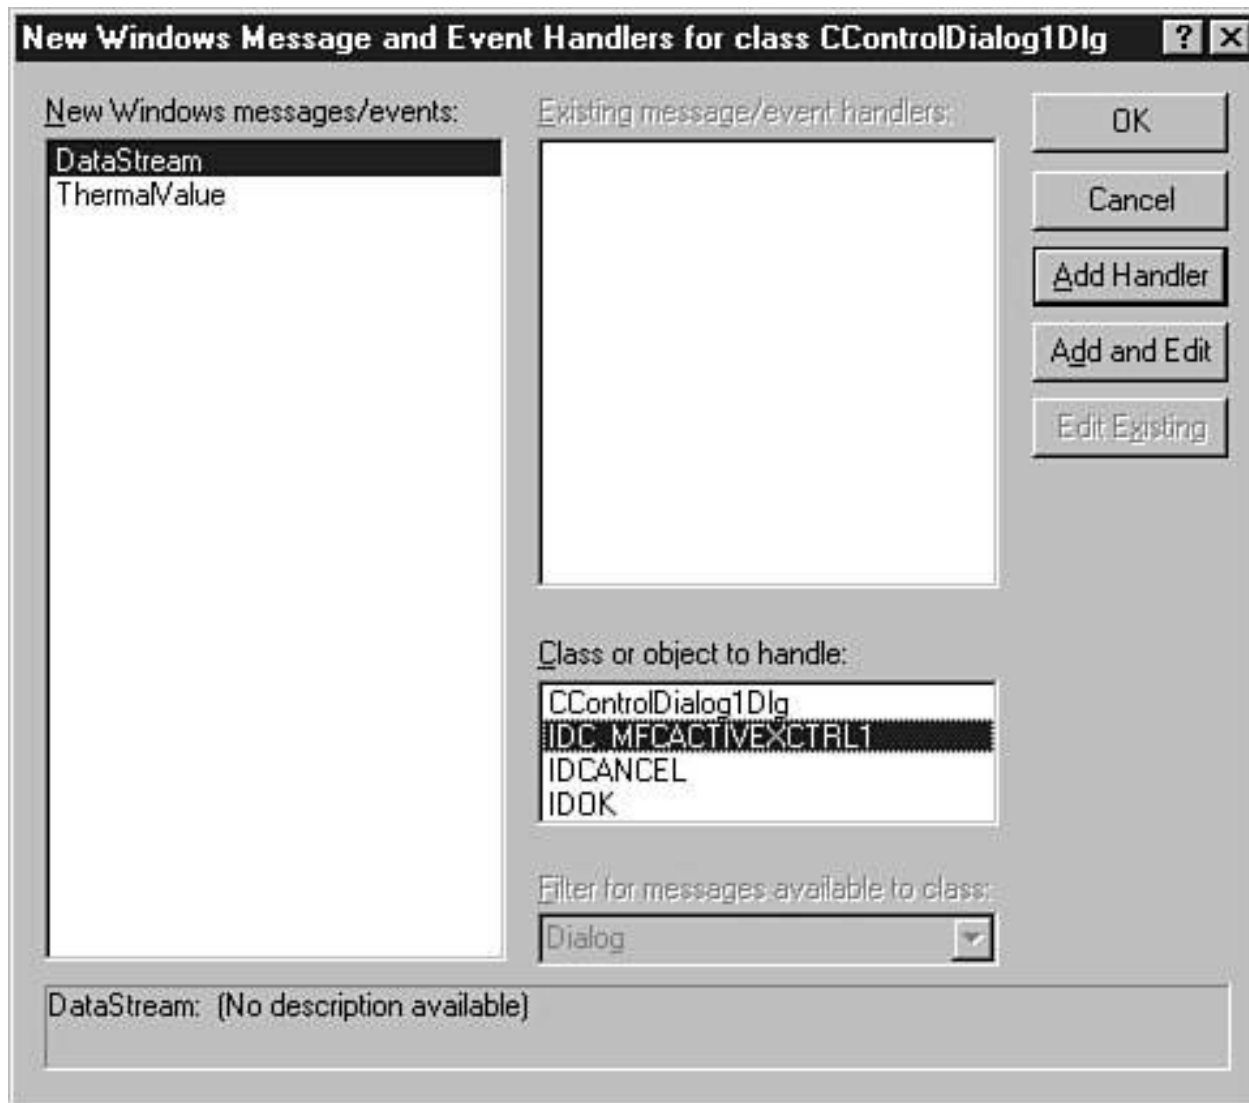 New Windows Message and Event Handlers for class CControlDialog1Dlg
New Windows messages/events:
DataStream
ThermalValue
Existing message/event handlers:
OK
Cancel
Add Handler
Add and Edit
Edit Existing
Class or object to handle:
CControlDialog1Dlg
IDC_MFCACTIVEXCTRL1
IDCANCEL
IDOK
Filter for messages available to class:
Dialog
DataStream: (No description available)